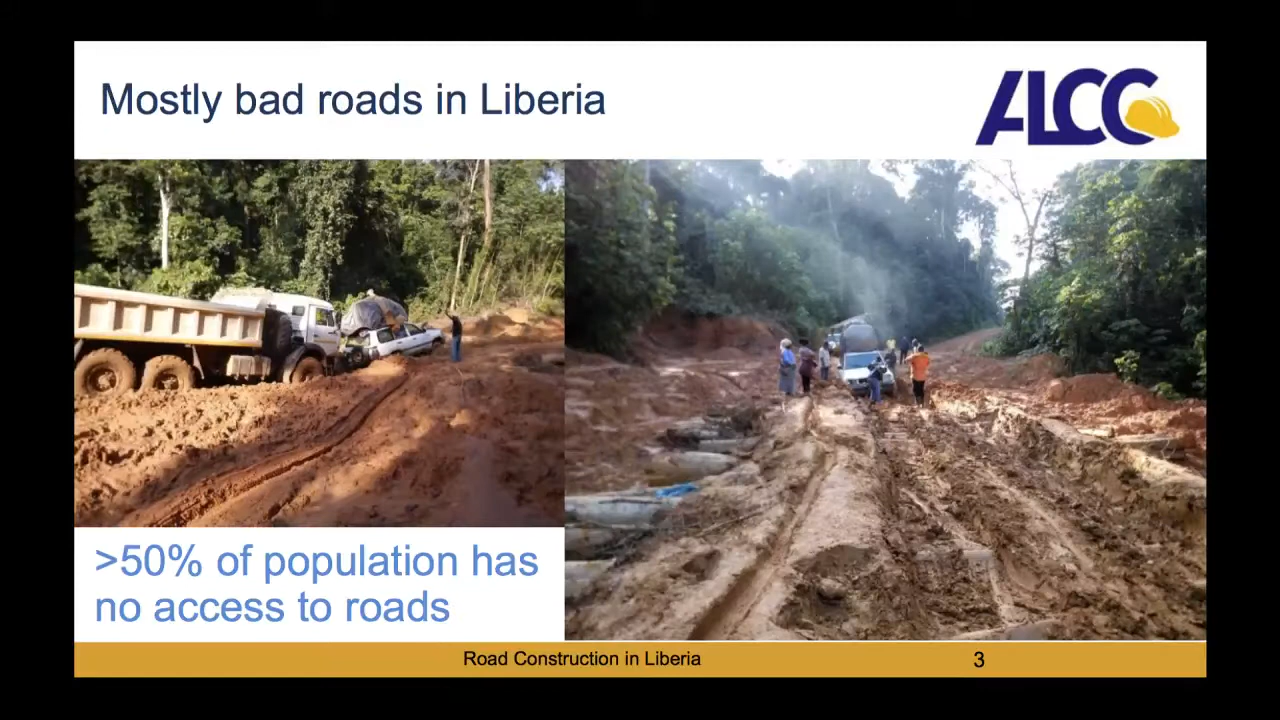 Mostly bad roads in Liberia
ALCC
>50% of population has
no access to roads
Road Construction in Liberia
3